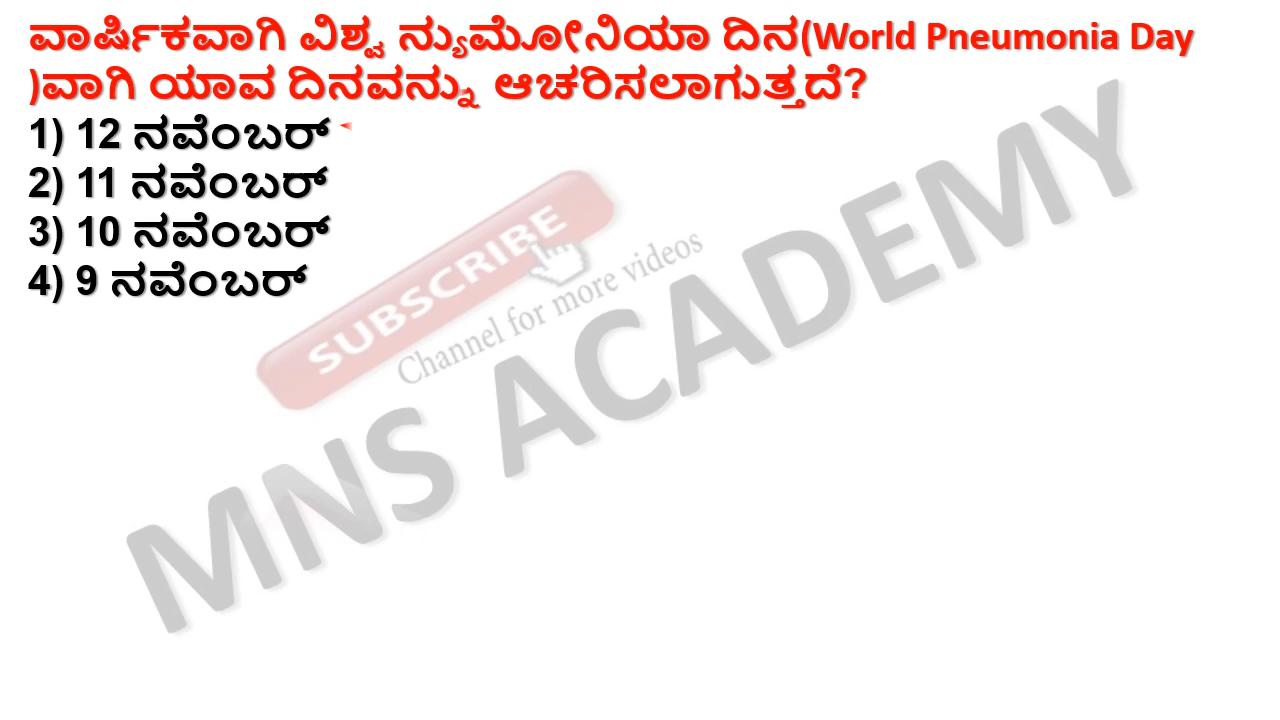 ವಾರ್ಷಿಕವಾಗಿ ವಿಶ್ವ ನ್ಯುಮೋನಿಯಾ ದಿನ(World Pneumonia Day
)ವಾಗಿ ಯಾವ ದಿನವನ್ನು ಆಚರಿಸಲಾಗುತ್ತದೆ?
1) 12 ನವೆಂಬರ್
2) 11 ನವೆಂಬರ್
3) 10 ನವೆಂಬರ್
4) 9 ನವೆಂಬರ್
SUBSCRIBE
Channel for more videos
MNS ACADEMY